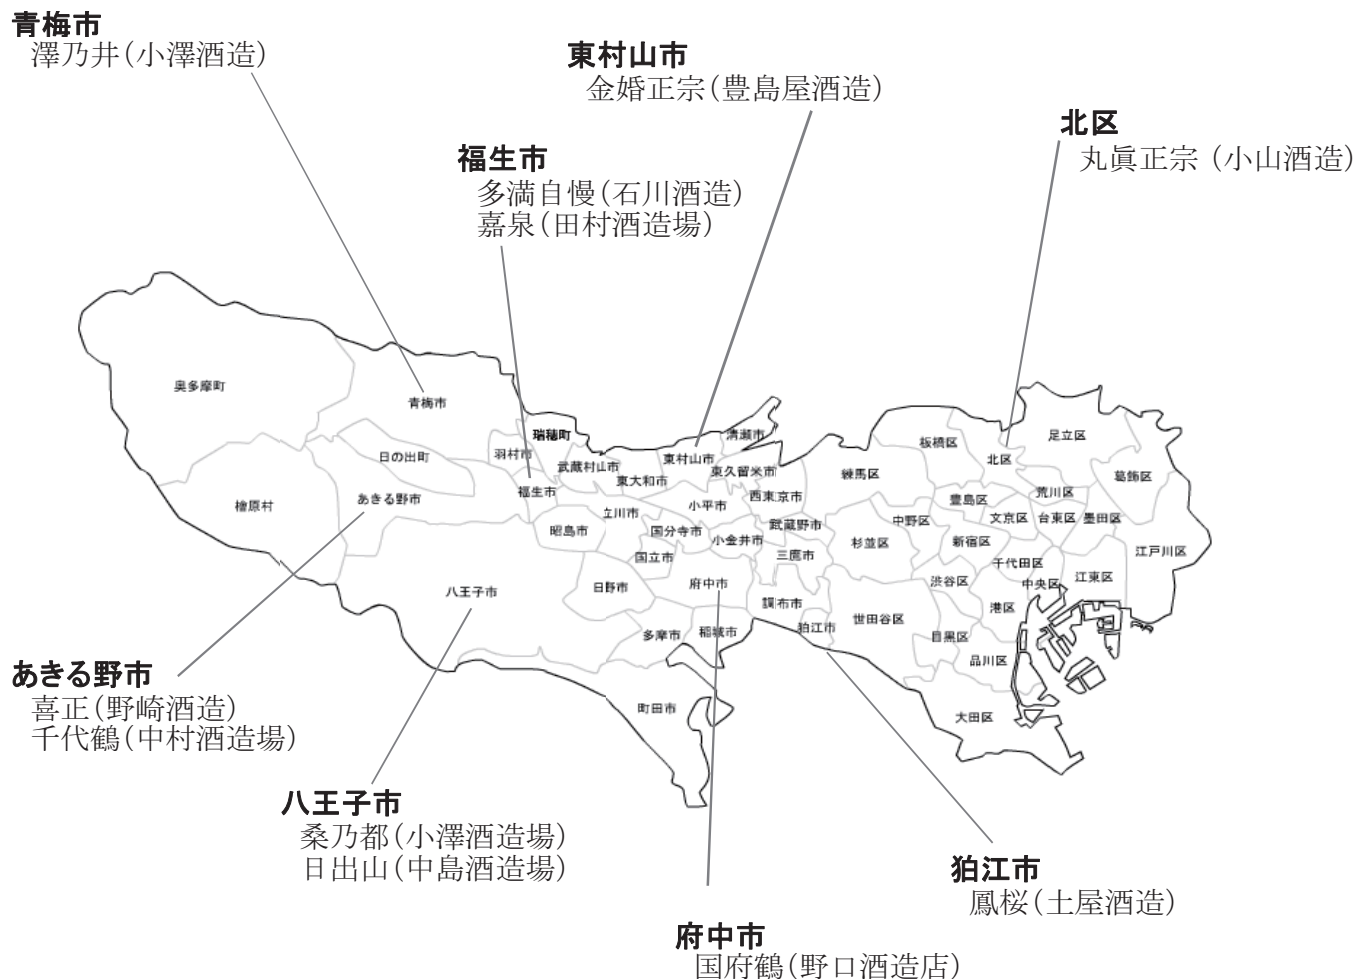 青梅市
澤乃井(小澤酒造)
東村山市
金婚正宗(豊島屋酒造)
北区
丸眞正宗 (小山酒造)
福生市
多満自慢(石川酒造)
嘉泉(田村酒造場)
奥多摩町
青梅市
瑞穂町
清瀬市
羽村市
武蔵村山市
東村山市
東大和市
東久留米市
日の出町
板橋区
北区
足立区
練馬区
葛飾区
檜原村
あきる野市
福生市
立川市
小平市
西東京市
豊島区
荒川区
昭島市
国分寺市
小金井市
武蔵野市
杉並区
中野区
新宿区
文京区
台東区
墨田区
江戸川区
国立市
三鷹市
千代田区
八王子市
日野市
府中市
調布市
渋谷区
中央区
江東区
港区
多摩市
稲城市
狛江市
世田谷区
目黒区
品川区
町田市
大田区
あきる野市
喜正(野崎酒造)
千代鶴(中村酒造場)
八王子市
桑乃都(小澤酒造場)
日出山(中島酒造場)
狛江市
鳳桜(土屋酒造)
府中市
国府鶴(野口酒造店)